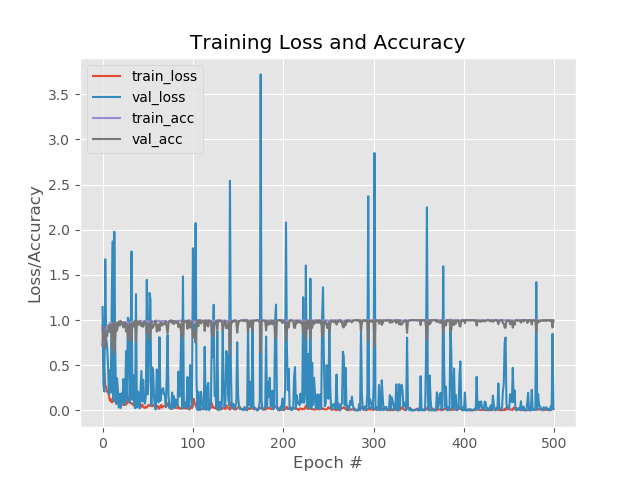 Training Loss and Accuracy
train_loss
val_loss
train_acc
val_acc
Loss/Accuracy
3.5
3.0
2.5
2.0
1.5
1.0
0.5
0.0
0 100 200 300 400 500
Epoch #